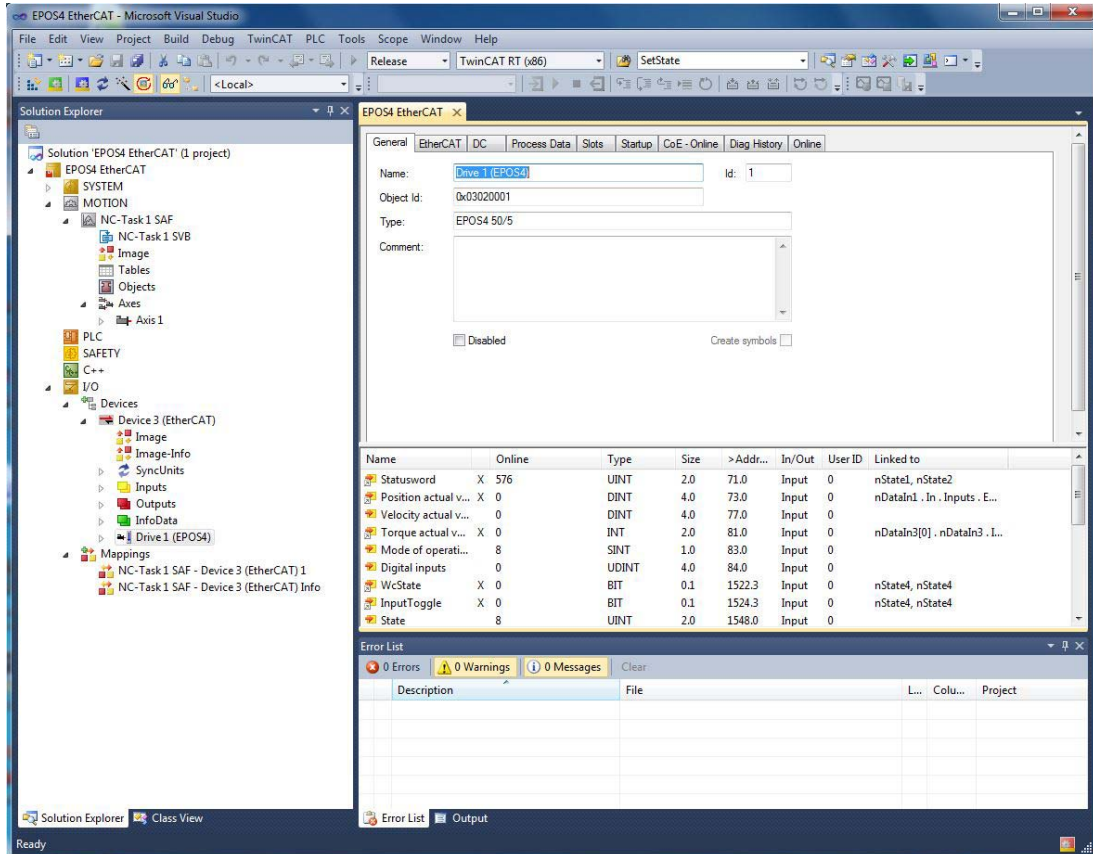 EPOS4 EtherCAT - Microsoft Visual Studio
File Edit View Project Build Debug TwinCAT PLC Tools Scope Window Help
Release TwinCAT RT (x86) SetState
<Local>
Solution Explorer
Solution 'EPOS4 EtherCAT' (1 project)
EPOS4 EtherCAT
SYSTEM
MOTION
NC-Task 1 SAF
NC-Task 1 SVB
Image
Tables
Objects
Axes
Axis 1
PLC
SAFETY
C++
I/O
Devices
Device 3 (EtherCAT)
Image
Image-Info
SyncUnits
Inputs
Outputs
InfoData
Drive 1 (EPOS4)
Mappings
NC-Task 1 SAF - Device 3 (EtherCAT) 1
NC-Task 1 SAF - Device 3 (EtherCAT) Info
Solution Explorer Class View
EPOS4 EtherCAT
General EtherCAT DC Process Data Slots Startup CoE - Online Diag History Online
Name: Drive 1 (EPOS4) Id: 1
Object Id: 0x03020001
Type: EPOS4 50/5
Comment:
Disabled Create symbols
Name Online Type Size >Addr... In/Out User ID Linked to
Statusword X 576 UINT 2.0 71.0 Input 0 nState1, nState2
Position actual v... X 0 DINT 4.0 73.0 Input 0 nDataIn1 . In . Inputs . E...
Velocity actual v... 0 DINT 4.0 77.0 Input 0
Torque actual v... X 0 INT 2.0 81.0 Input 0 nDataIn3[0] . nDataIn3 . I...
Mode of operati... 8 SINT 1.0 83.0 Input 0
Digital inputs 0 UDINT 4.0 84.0 Input 0
WcState X 0 BIT 0.1 1522.3 Input 0 nState4, nState4
InputToggle X 0 BIT 0.1 1524.3 Input 0 nState4, nState4
State 8 UINT 2.0 1548.0 Input 0
Error List
0 Errors 0 Warnings 0 Messages Clear
Description File L... Colu... Project
Error List Output
Ready